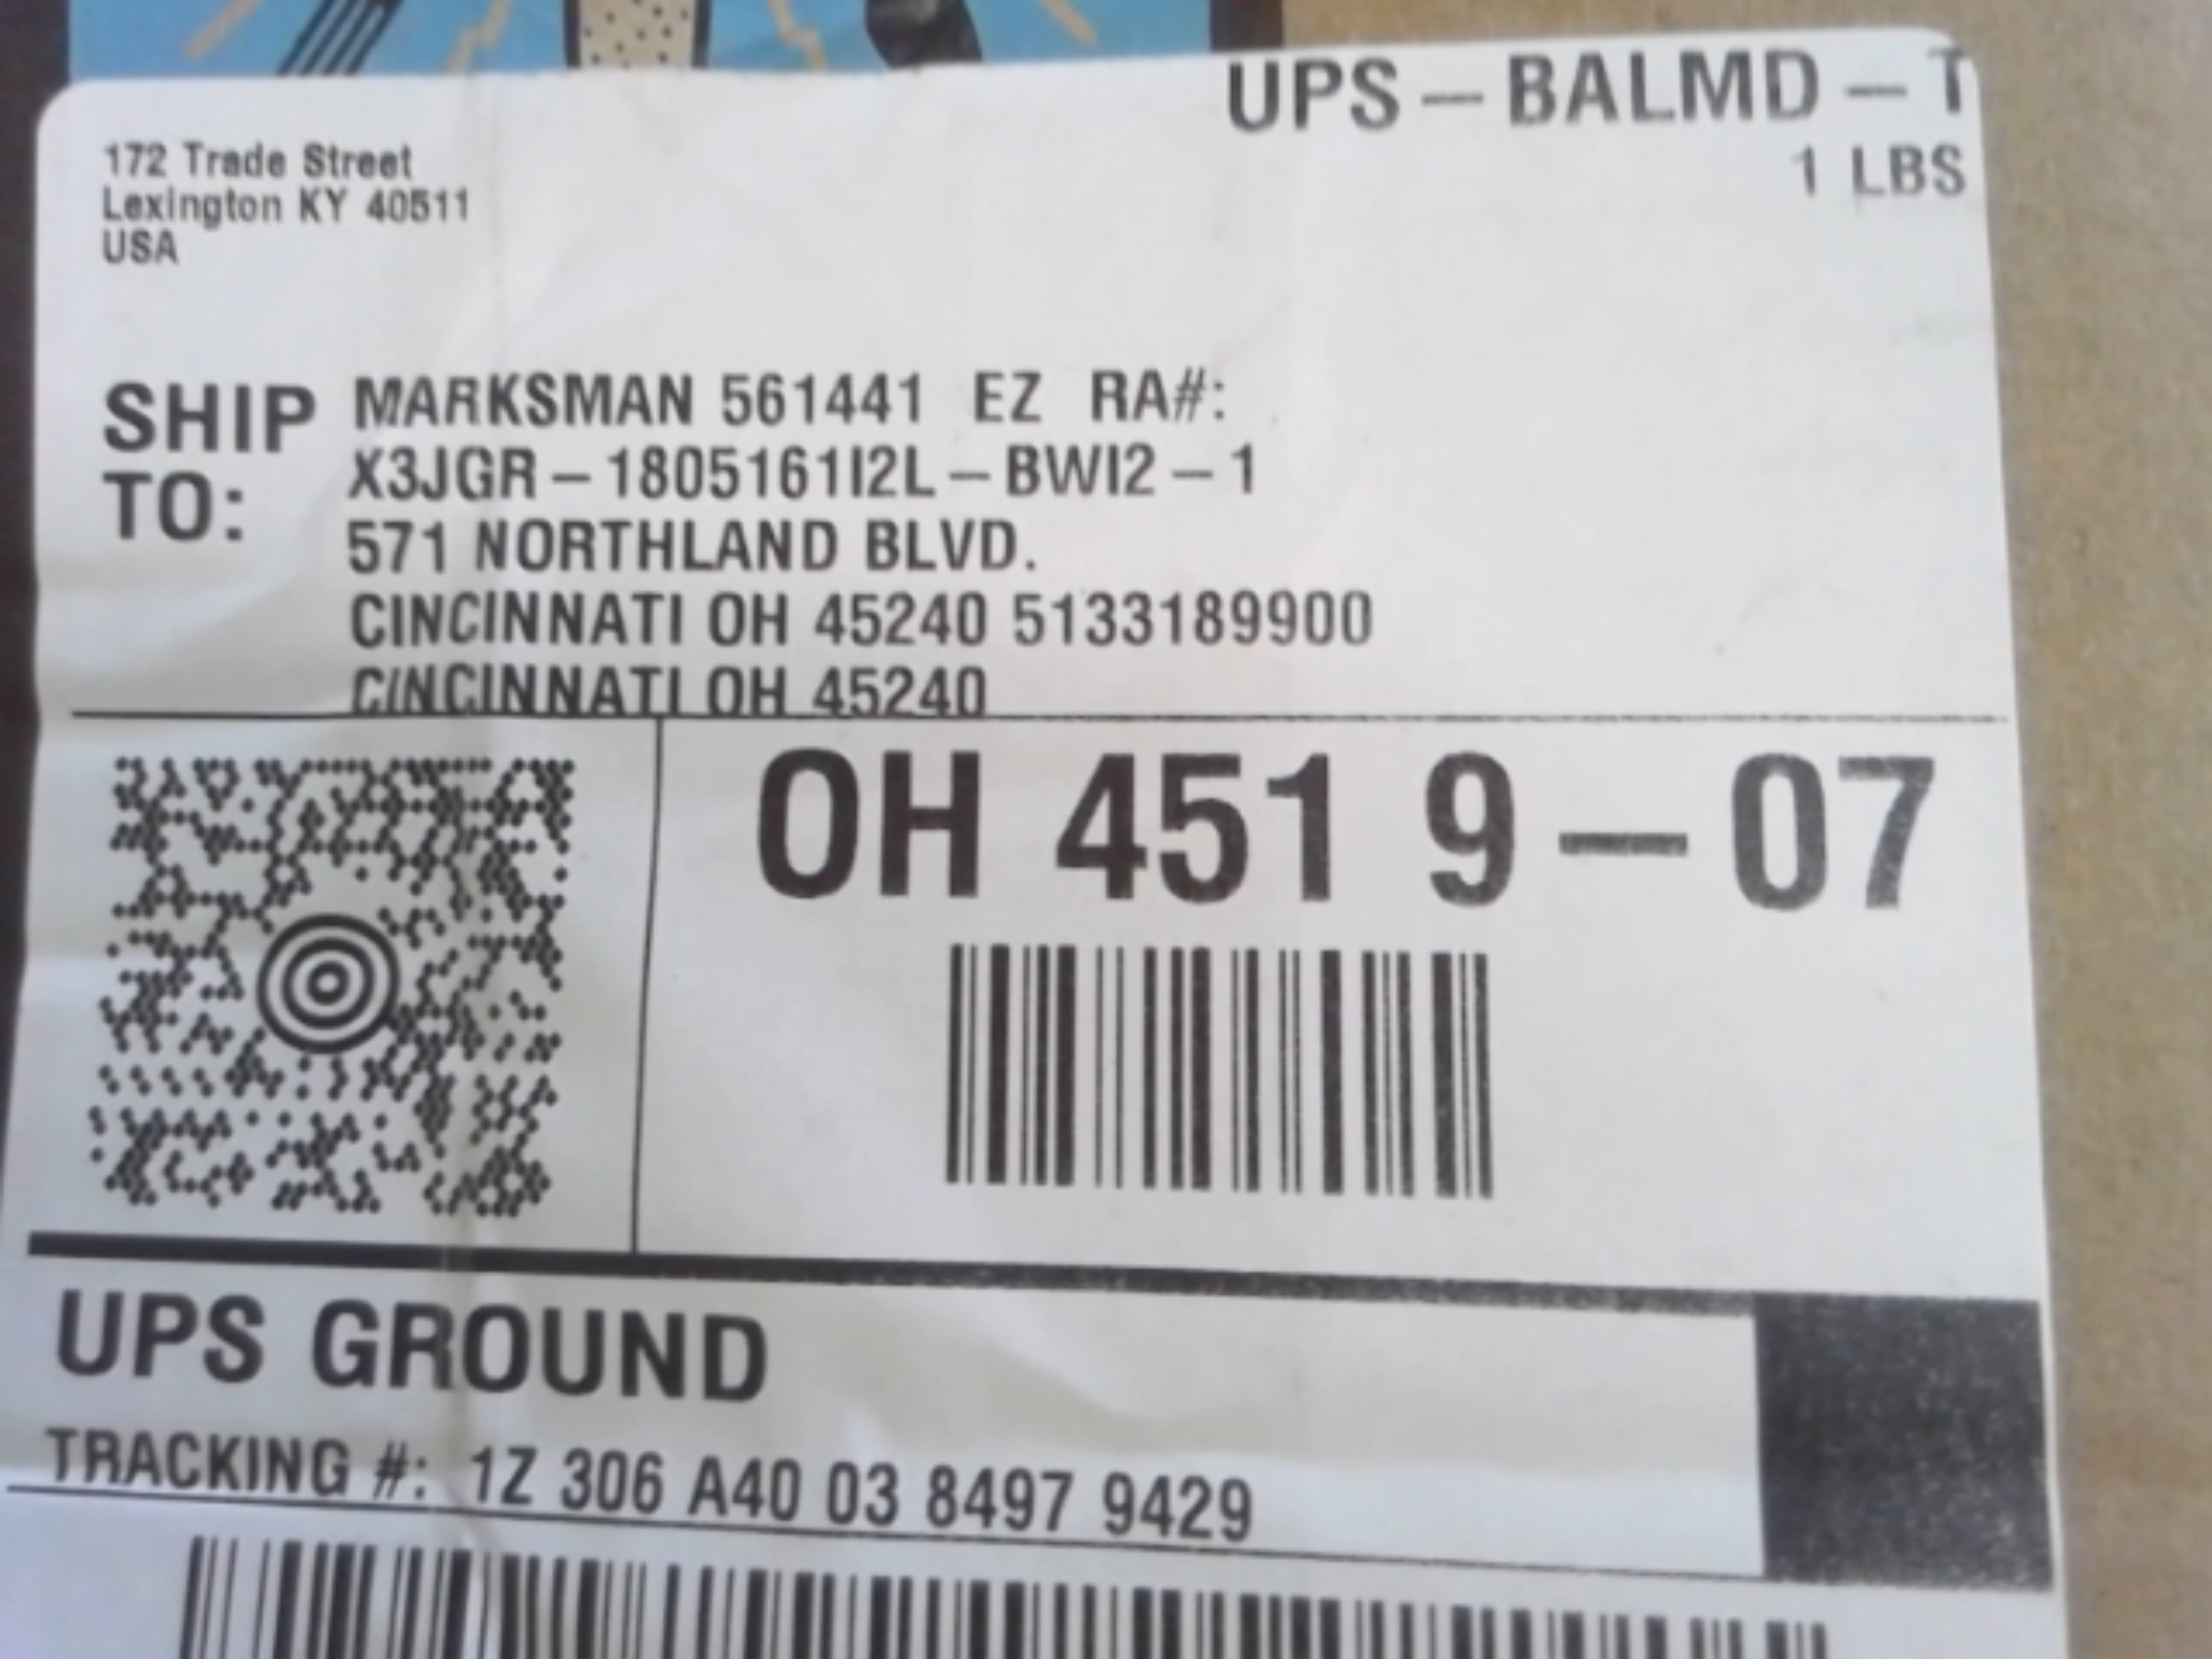 UPS – BALMD – T
1 LBS
172 Trade Street
Lexington KY 40511
USA
SHIP TO:
MARKSMAN 561441 EZ RA#:
X3JGR – 1805161I2L – BWI2 – 1
571 NORTHLAND BLVD.
CINCINNATI OH 45240 5133189900
CINCINNATI OH 45240
OH 451 9 – 07
UPS GROUND
TRACKING #: 1Z 306 A40 03 8497 9429